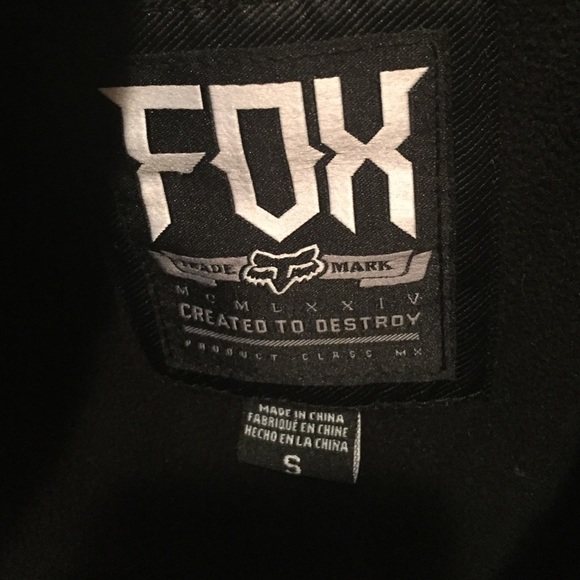 FOX
TRADE MARK
MCMLXXIV
CREATED TO DESTROY
PRODUCT CLASS MX
MADE IN CHINA
FABRIQUÉ EN CHINE
HECHO EN LA CHINA
S